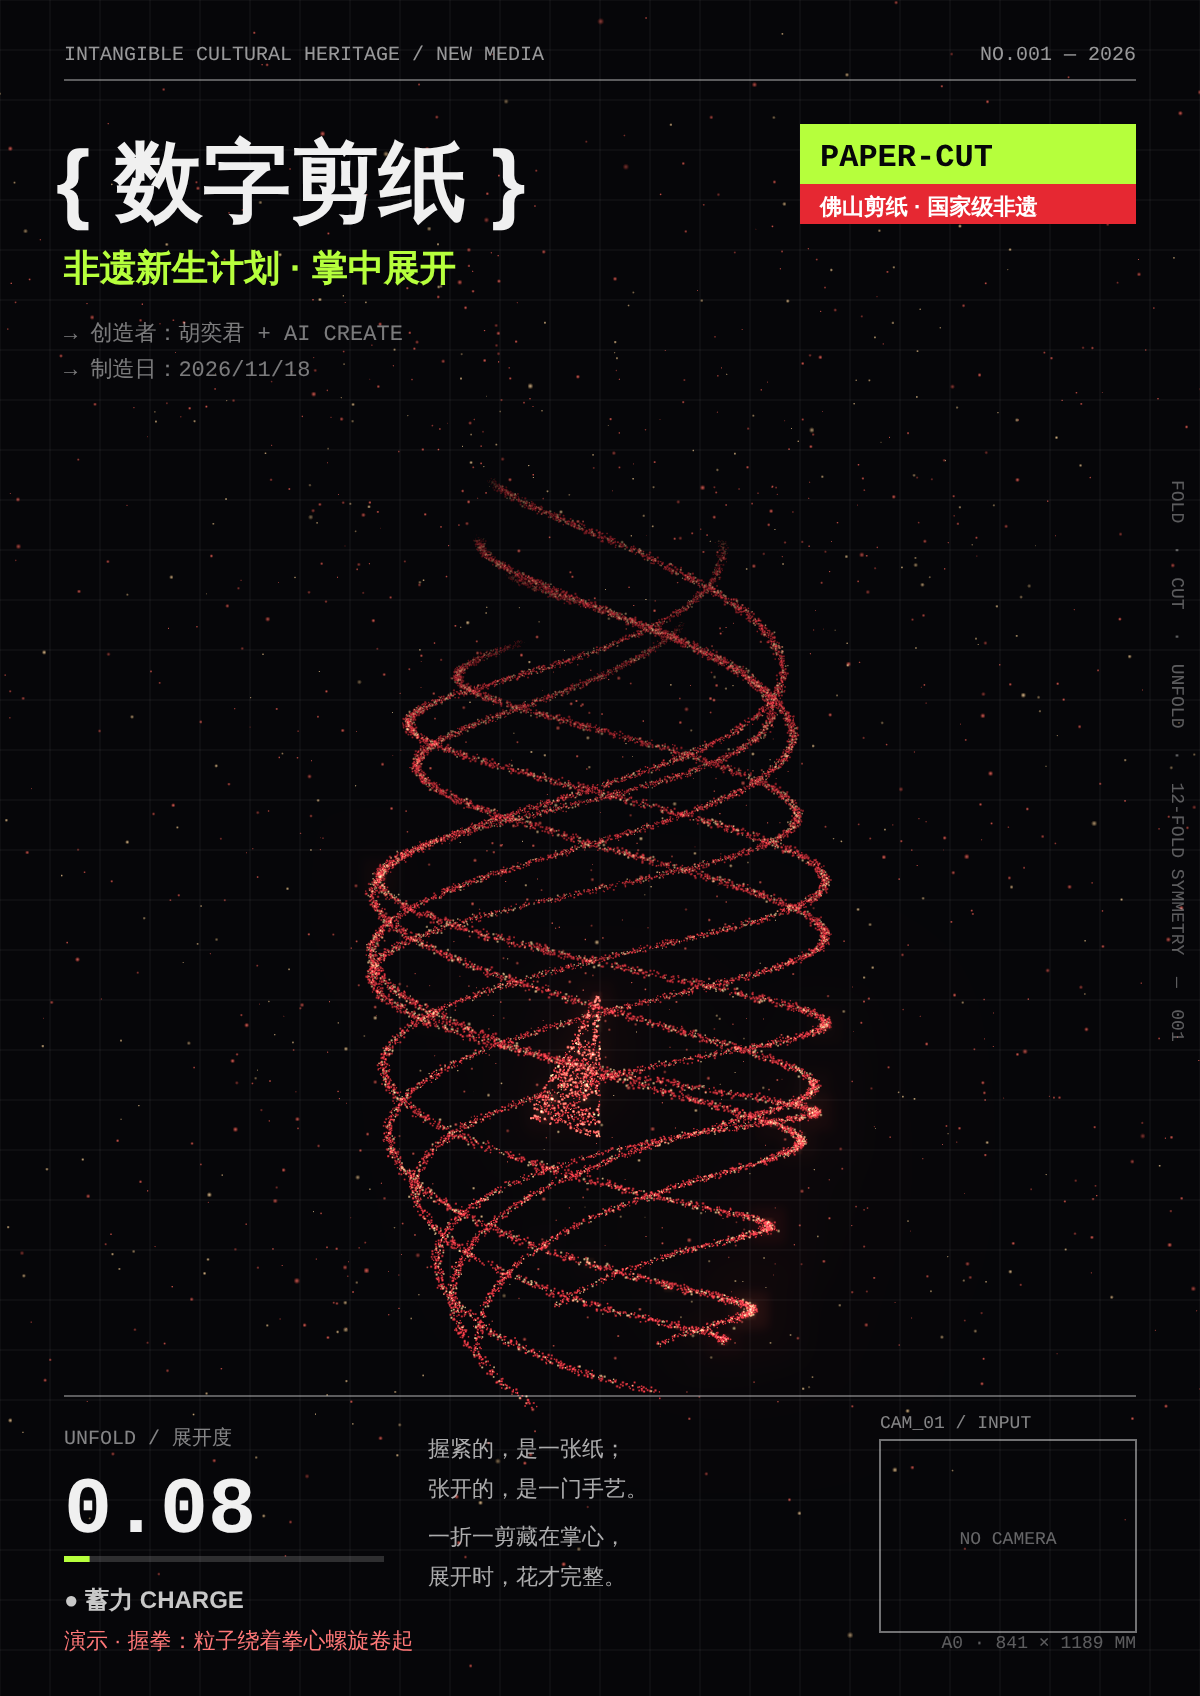 INTANGIBLE CULTURAL HERITAGE / NEW MEDIA
NO.001 — 2026
{ 数字剪纸 }
PAPER-CUT
佛山剪纸 · 国家级非遗
非遗新生计划 · 掌中展开
→ 创造者：胡奕君 + AI CREATE
→ 制造日：2026/11/18
FOLD · CUT · UNFOLD · 12-FOLD SYMMETRY — 001
UNFOLD / 展开度
0.08
● 蓄力 CHARGE
演示 · 握拳：粒子绕着拳心螺旋卷起
握紧的，是一张纸；
张开的，是一门手艺。
一折一剪藏在掌心，
展开时，花才完整。
CAM_01 / INPUT
NO CAMERA
A0 · 841 × 1189 MM